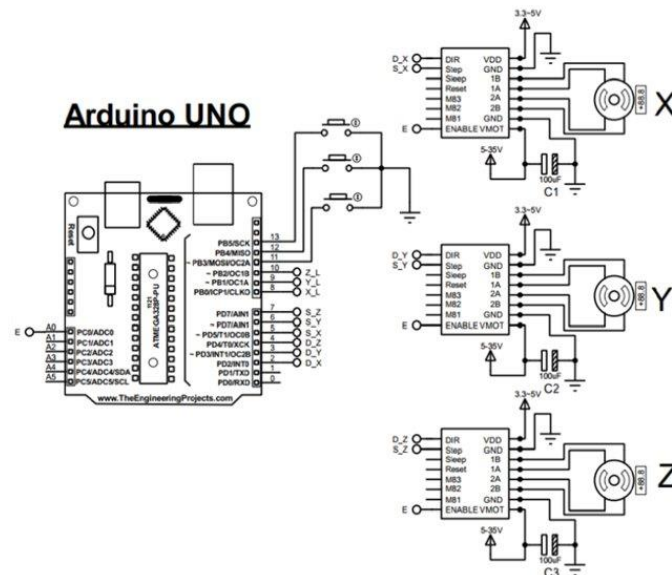 Arduino UNO
Reset
ATMEGA328P-PU
1121
www.TheEngineeringProjects.com
PB5/SCK 13
PB4/MISO 12
~ PB3/MOSI/OC2A 11
~ PB2/OC1B 10 Z_L
~ PB1/OC1A 9 Y_L
PB0/ICP1/CLKO 8 X_L
PD7/AIN1 7 S_Z
~ PD7/AIN1 6 S_Y
~ PD5/T1/OC0B 5 S_X
PD4/T0/XCK 4 D_Z
~ PD3/INT1/OC2B 3 D_Y
PD2/INT0 2 D_X
PD1/TXD 1
PD0/RXD 0
E A0 PC0/ADC0
A1 PC1/ADC1
A2 PC2/ADC2
A3 PC3/ADC3
A4 PC4/ADC4/SDA
A5 PC5/ADC5/SCL
3.3~5V
D_X DIR VDD
S_X Step GND
Sleep 1B
Reset 1A
M83 2A
M82 2B
M81 GND
E ENABLE VMOT
5-35V
100uF
C1
+88.8
X
3.3~5V
D_Y DIR VDD
S_Y Step GND
Sleep 1B
Reset 1A
M83 2A
M82 2B
M81 GND
E ENABLE VMOT
5-35V
100uF
C2
+88.8
Y
3.3~5V
D_Z DIR VDD
S_Z Step GND
Sleep 1B
Reset 1A
M83 2A
M82 2B
M81 GND
E ENABLE VMOT
5-35V
100uF
C3
+88.8
Z